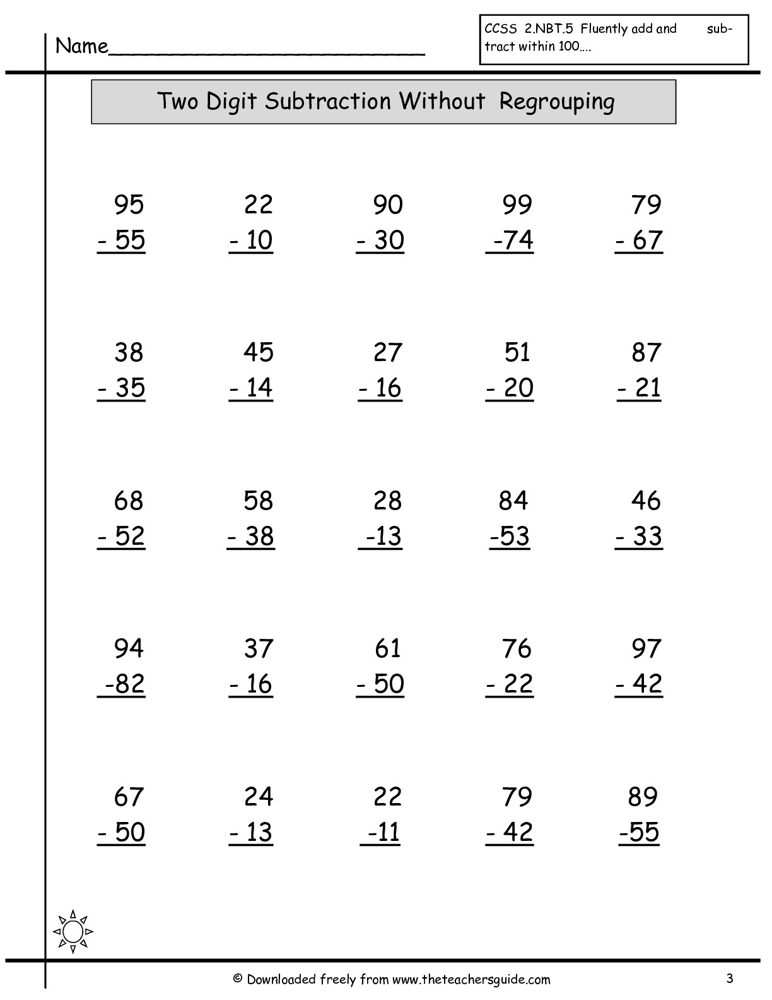 CCSS 2.NBT.5 Fluently add and sub-
tract within 100....
Name__________________________
Two Digit Subtraction Without Regrouping
95 22 90 99 79
- 55 - 10 - 30 -74 - 67
38 45 27 51 87
- 35 - 14 - 16 - 20 - 21
68 58 28 84 46
- 52 - 38 -13 -53 - 33
94 37 61 76 97
-82 - 16 - 50 - 22 - 42
67 24 22 79 89
- 50 - 13 -11 - 42 -55
© Downloaded freely from www.theteachersguide.com 3